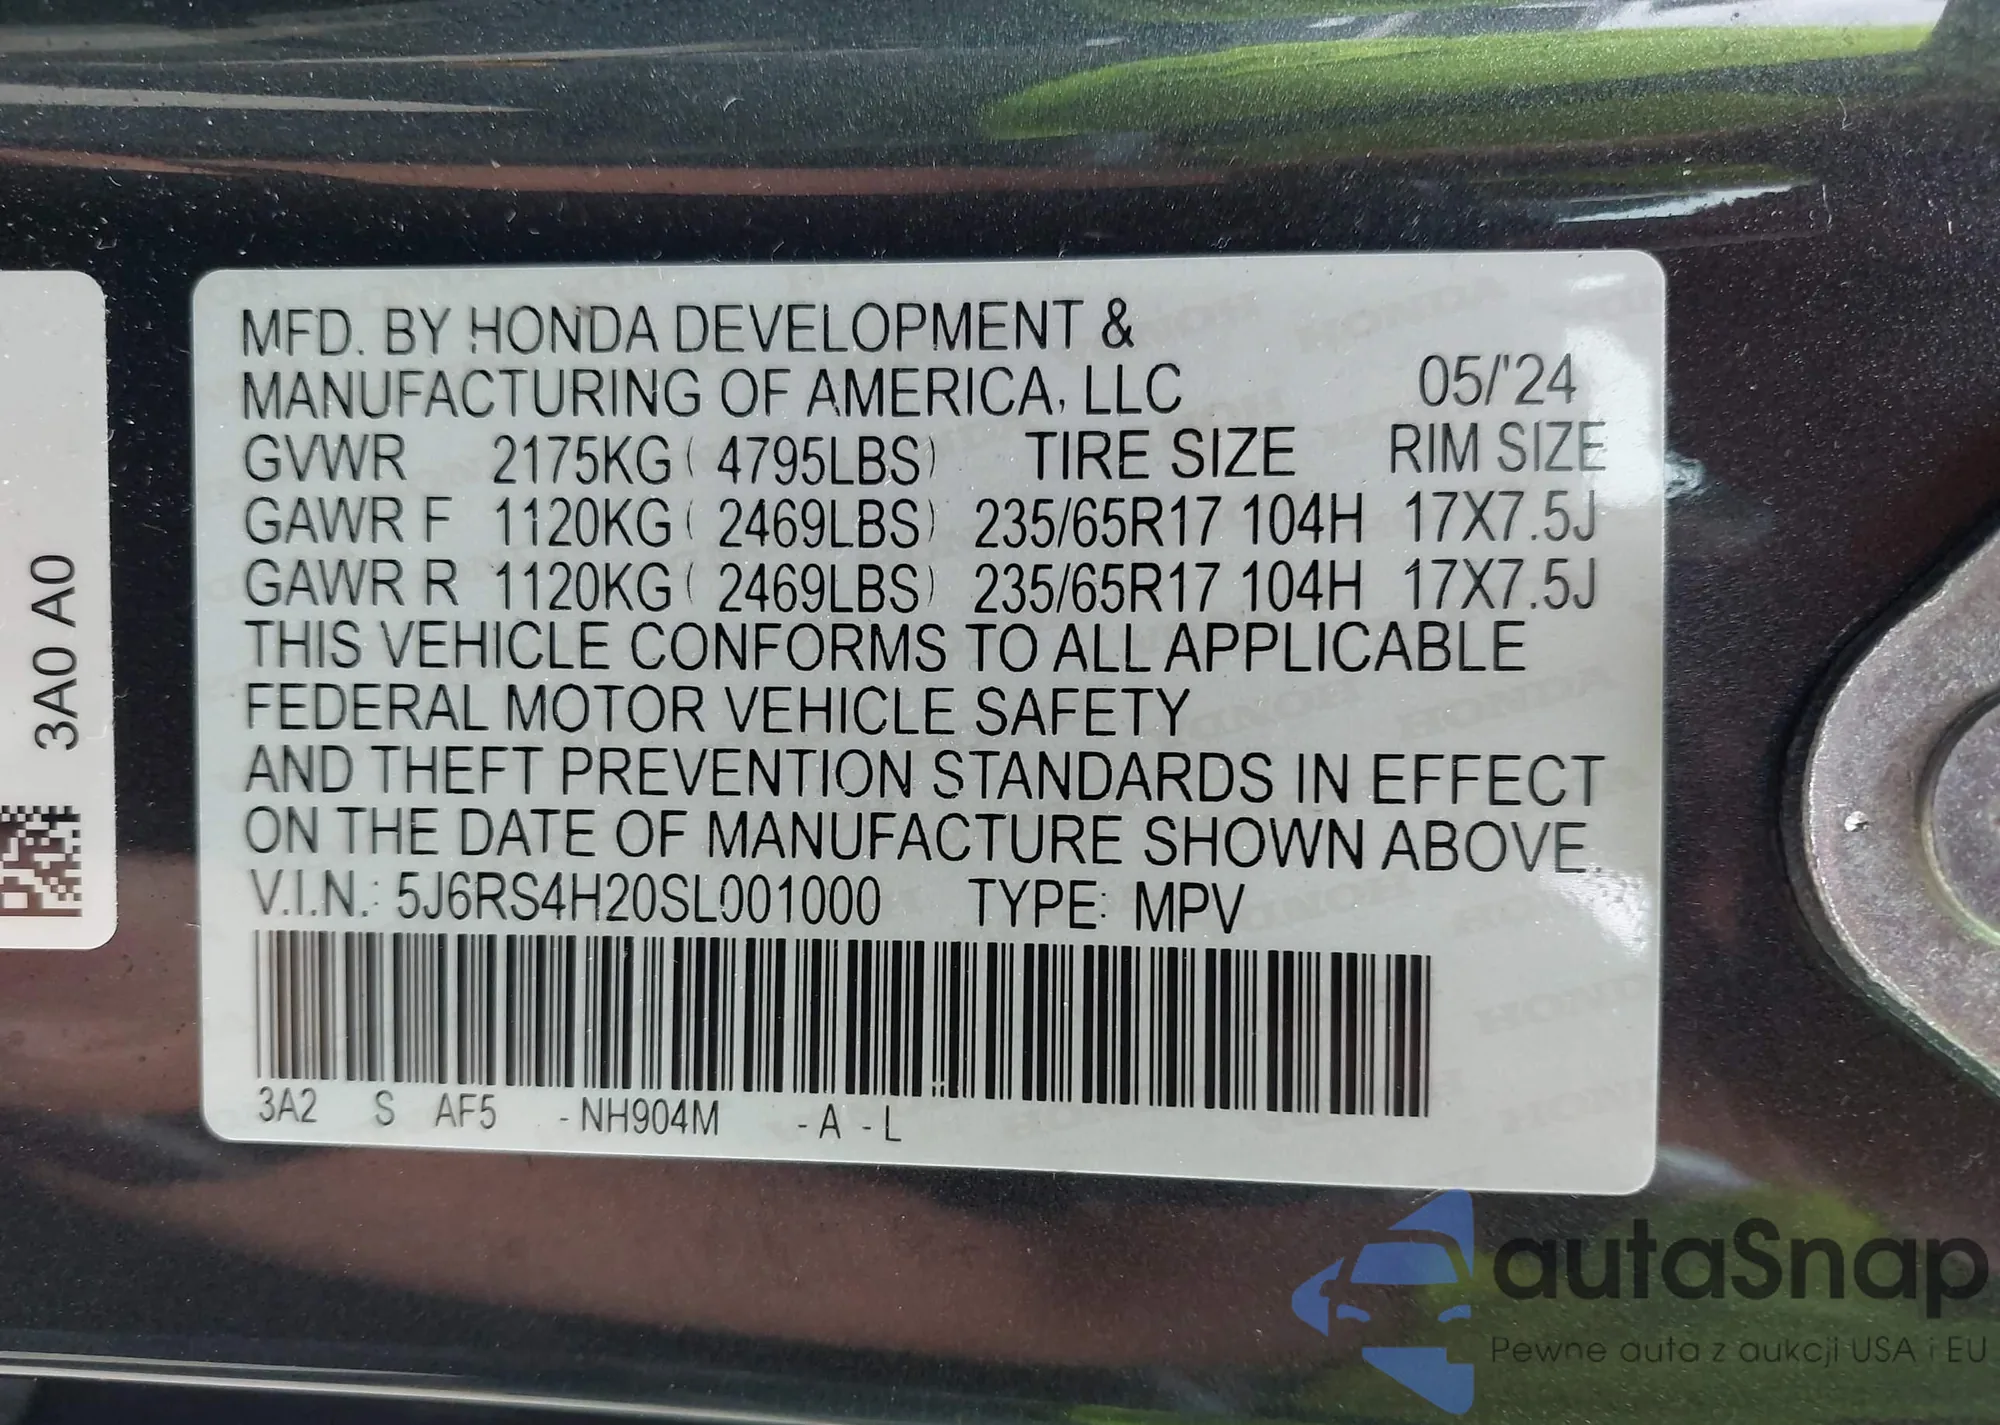 MFD. BY HONDA DEVELOPMENT &
MANUFACTURING OF AMERICA, LLC 05/'24
GVWR 2175KG ( 4795LBS) TIRE SIZE RIM SIZE
GAWR F 1120KG ( 2469LBS) 235/65R17 104H 17X7.5J
GAWR R 1120KG ( 2469LBS) 235/65R17 104H 17X7.5J
THIS VEHICLE CONFORMS TO ALL APPLICABLE
FEDERAL MOTOR VEHICLE SAFETY
AND THEFT PREVENTION STANDARDS IN EFFECT
ON THE DATE OF MANUFACTURE SHOWN ABOVE.
V.I.N.: 5J6RS4H20SL001000 TYPE: MPV
3A2 S AF5 -NH904M -A -L
3A0 A0
autaSnap
Pewne auta z aukcji USA i EU